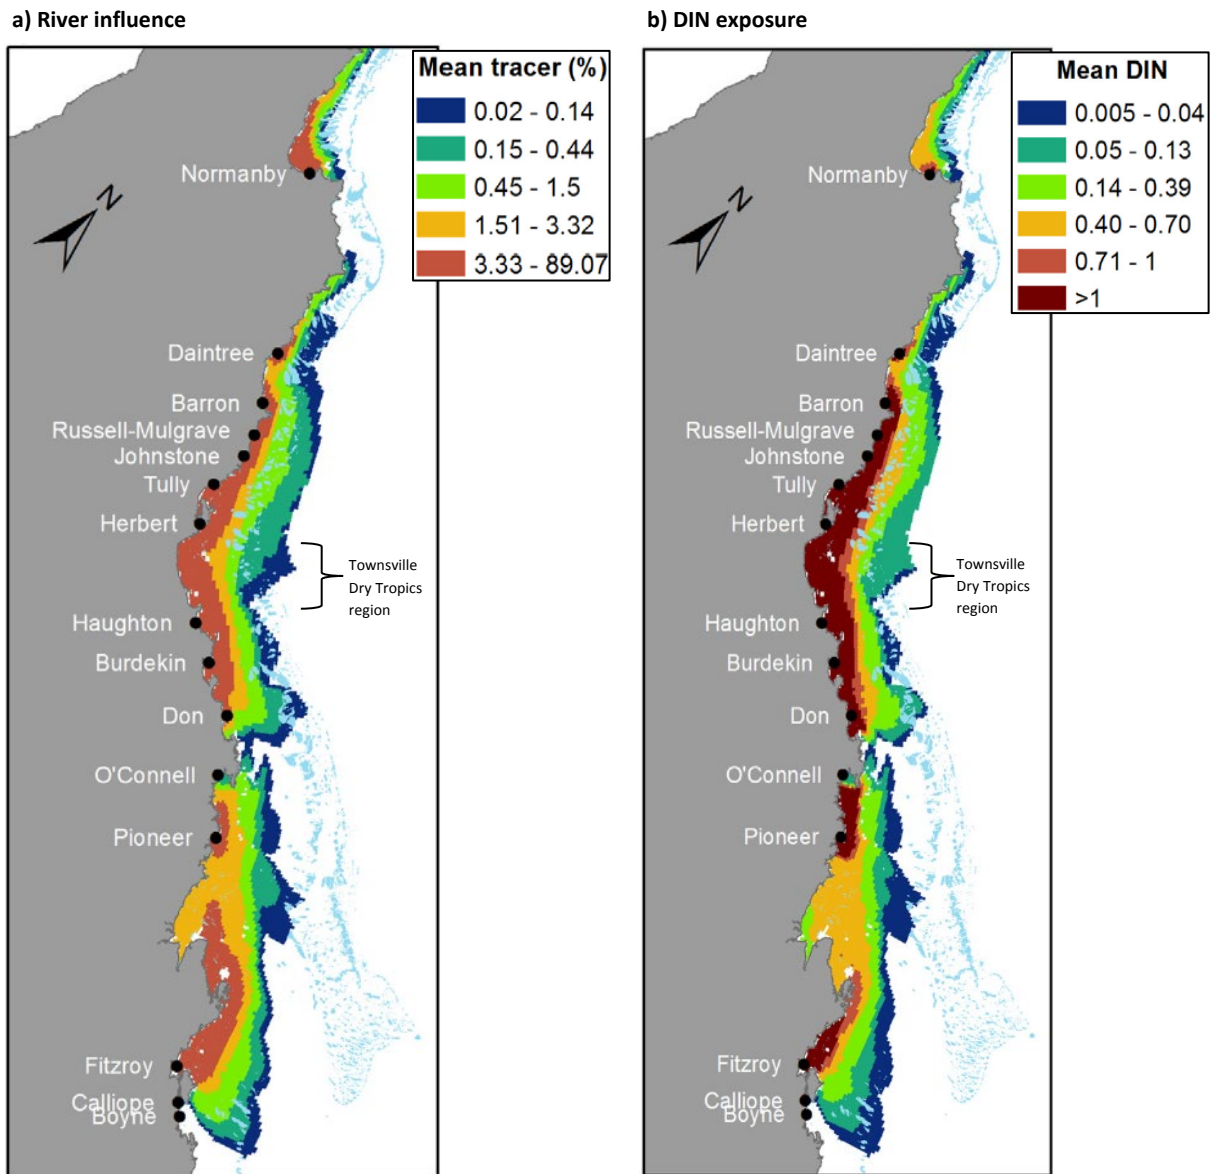 a) River influence
Mean tracer (%)
0.02 - 0.14
0.15 - 0.44
0.45 - 1.5
1.51 - 3.32
3.33 - 89.07
N
Normanby
Daintree
Barron
Russell-Mulgrave
Johnstone
Tully
Herbert
Townsville
Dry Tropics
region
Haughton
Burdekin
Don
O'Connell
Pioneer
Fitzroy
Calliope
Boyne
b) DIN exposure
Mean DIN
0.005 - 0.04
0.05 - 0.13
0.14 - 0.39
0.40 - 0.70
0.71 - 1
>1
N
Normanby
Daintree
Barron
Russell-Mulgrave
Johnstone
Tully
Herbert
Townsville
Dry Tropics
region
Haughton
Burdekin
Don
O'Connell
Pioneer
Fitzroy
Calliope
Boyne